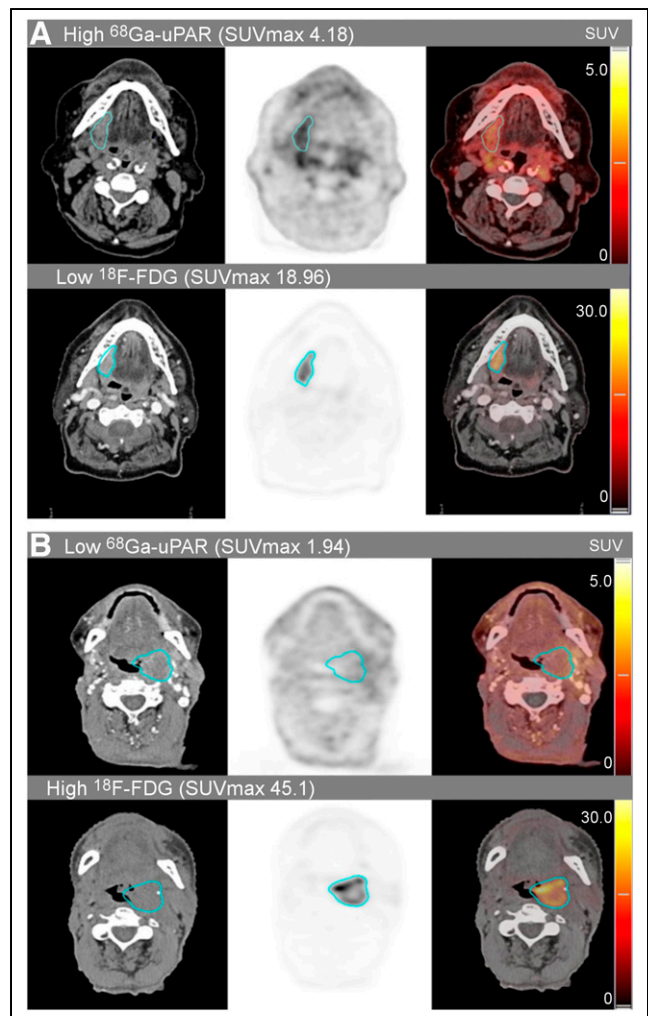 A High ⁶⁸Ga-uPAR (SUVmax 4.18) SUV
5.0
0
Low ¹⁸F-FDG (SUVmax 18.96)
30.0
0
B Low ⁶⁸Ga-uPAR (SUVmax 1.94) SUV
5.0
0
High ¹⁸F-FDG (SUVmax 45.1)
30.0
0